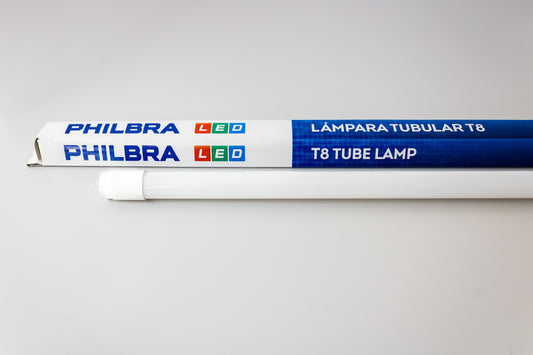 PHILBRA LED LÁMPARA TUBULAR T8
PHILBRA LED T8 TUBE LAMP